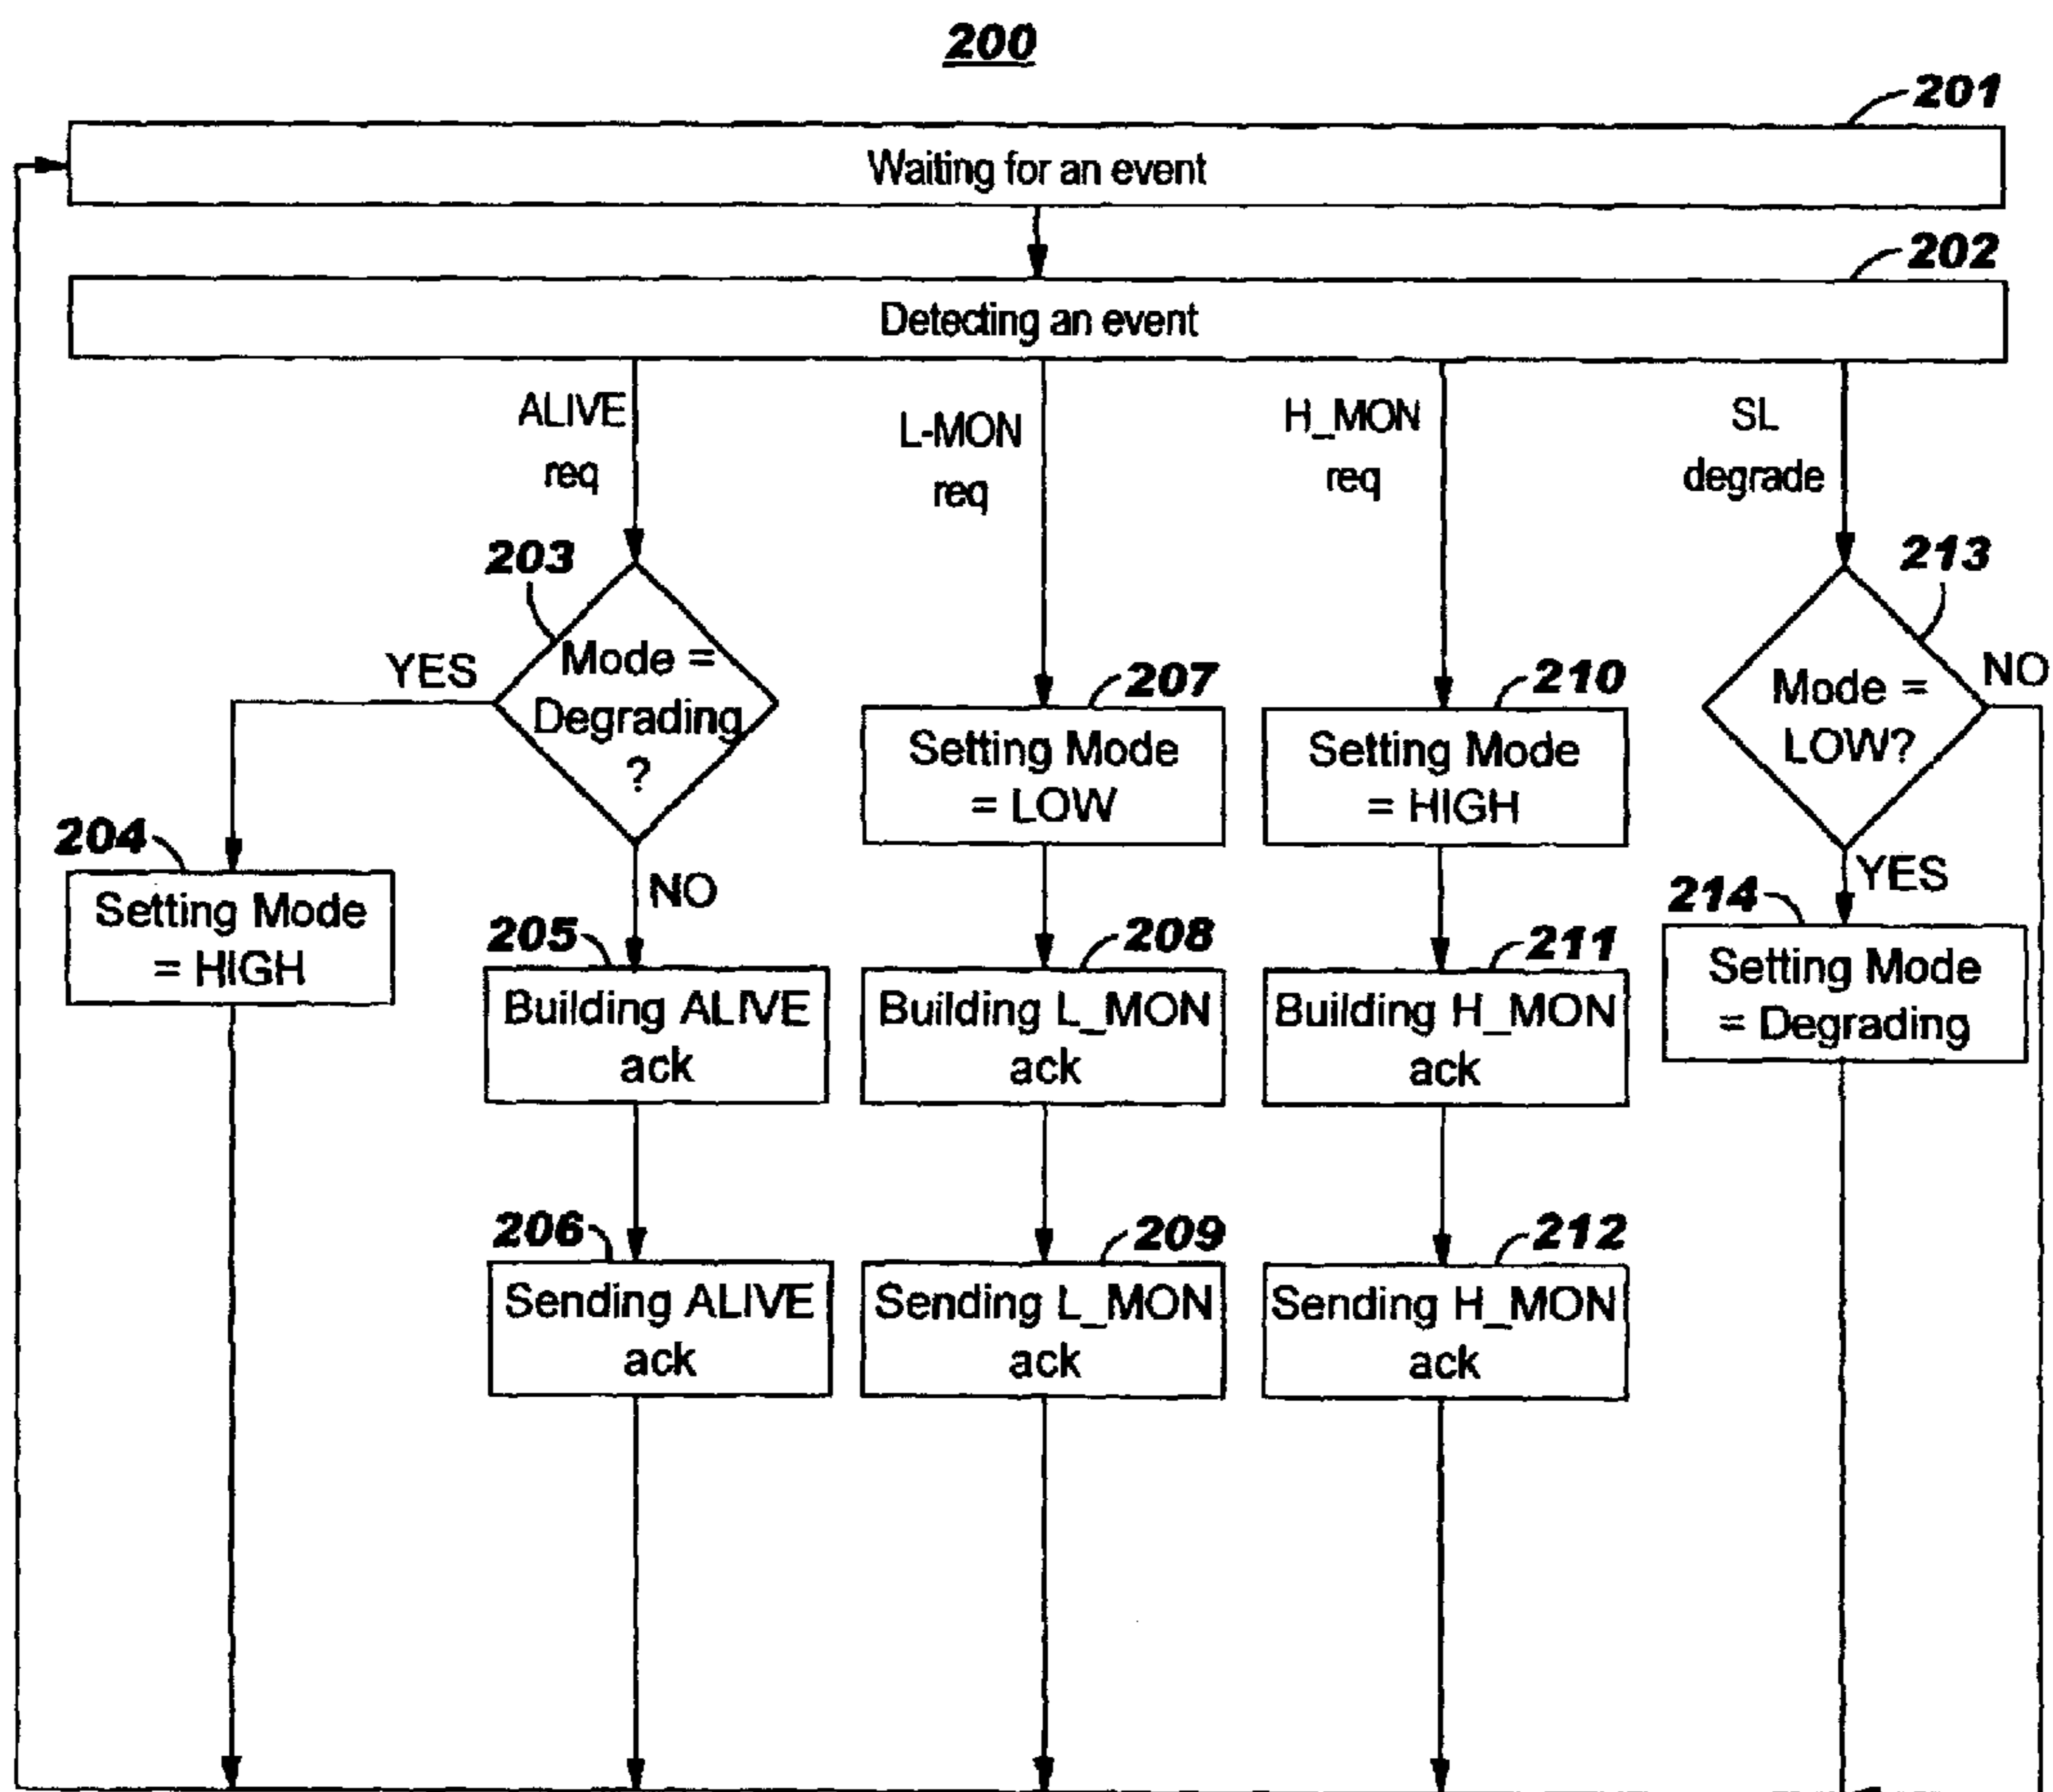 200
201
Waiting for an event
202
Detecting an event
ALIVE
req
L-MON
req
H_MON
req
SL
degrade
203
Mode =
Degrading
?
YES
NO
204
Setting Mode
= HIGH
205
Building ALIVE
ack
206
Sending ALIVE
ack
207
Setting Mode
= LOW
208
Building L_MON
ack
209
Sending L_MON
ack
210
Setting Mode
= HIGH
211
Building H_MON
ack
212
Sending H_MON
ack
213
Mode =
LOW?
NO
YES
214
Setting Mode
= Degrading